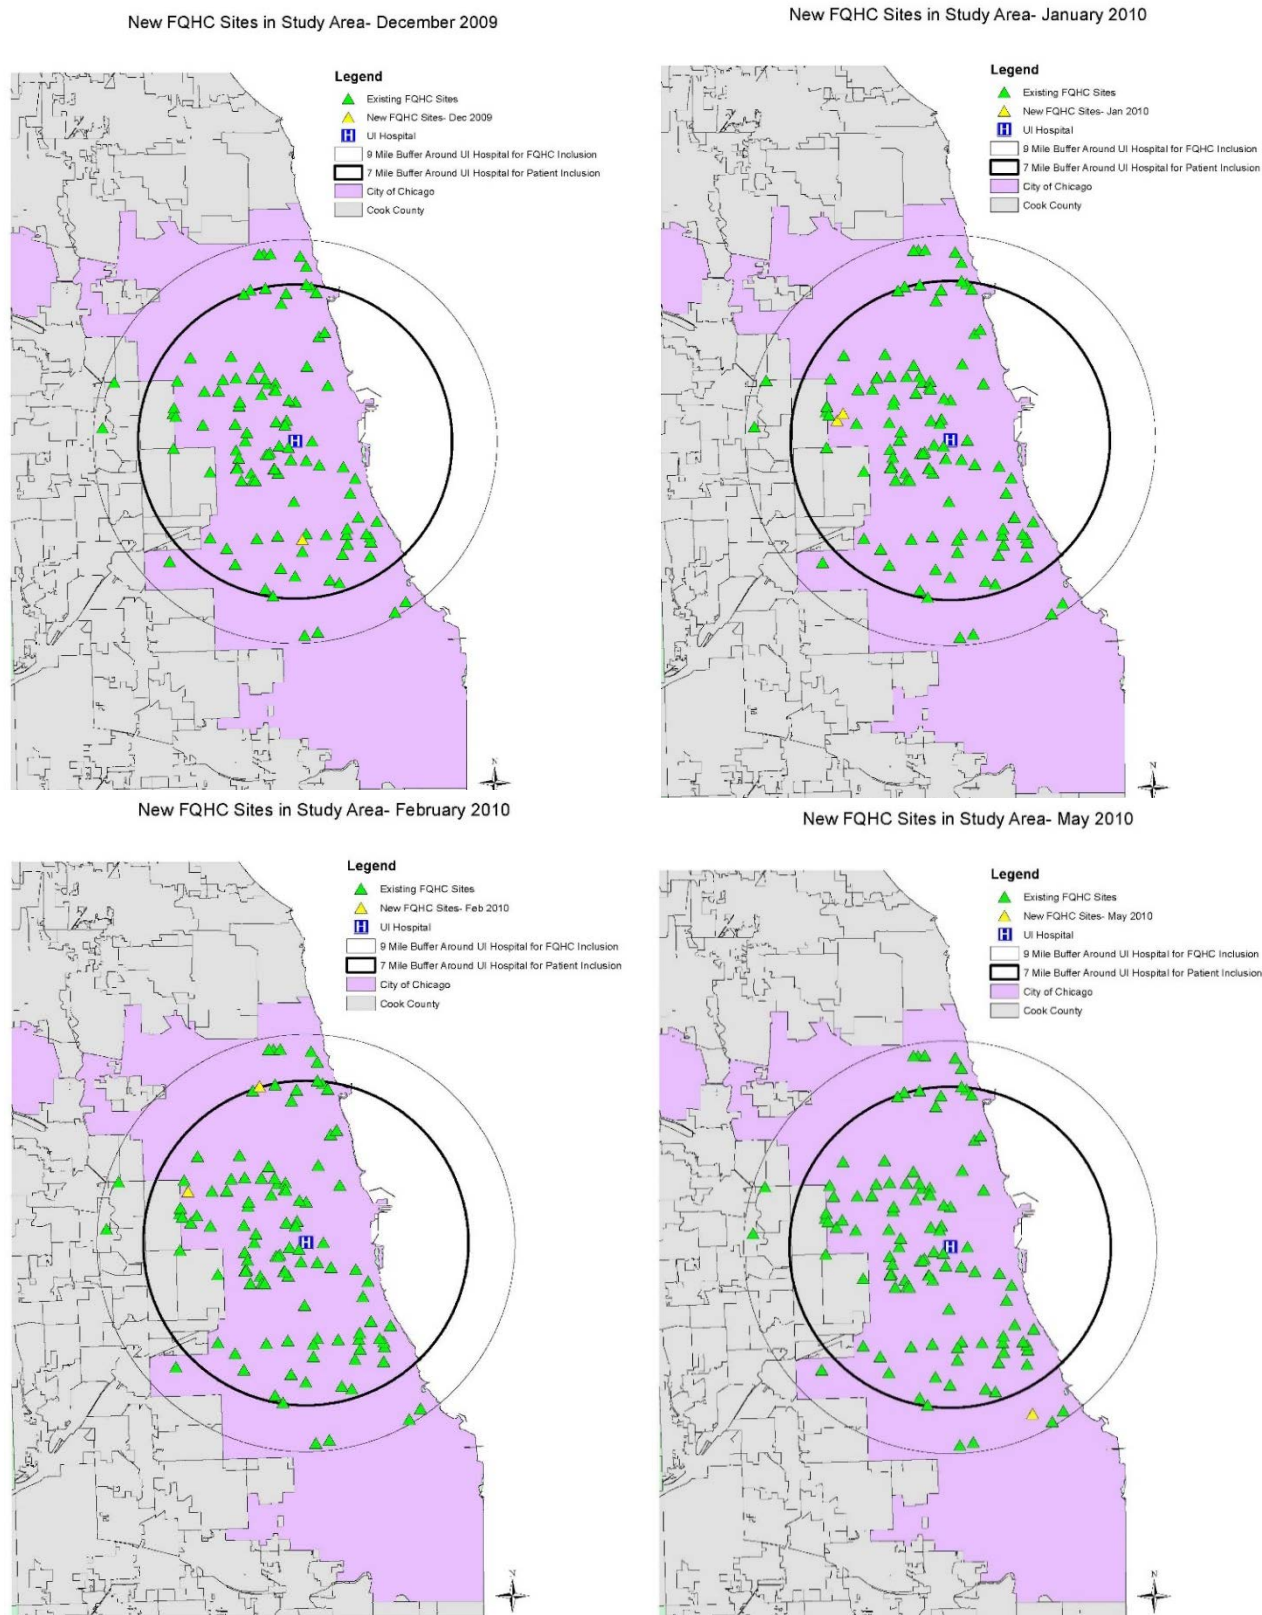 New FQHC Sites in Study Area- December 2009
Legend
Existing FQHC Sites
New FQHC Sites- Dec 2009
H UI Hospital
9 Mile Buffer Around UI Hospital for FQHC Inclusion
7 Mile Buffer Around UI Hospital for Patient Inclusion
City of Chicago
Cook County
H
N
New FQHC Sites in Study Area- January 2010
Legend
Existing FQHC Sites
New FQHC Sites- Jan 2010
H UI Hospital
9 Mile Buffer Around UI Hospital for FQHC Inclusion
7 Mile Buffer Around UI Hospital for Patient Inclusion
City of Chicago
Cook County
H
N
New FQHC Sites in Study Area- February 2010
Legend
Existing FQHC Sites
New FQHC Sites- Feb 2010
H UI Hospital
9 Mile Buffer Around UI Hospital for FQHC Inclusion
7 Mile Buffer Around UI Hospital for Patient Inclusion
City of Chicago
Cook County
H
N
New FQHC Sites in Study Area- May 2010
Legend
Existing FQHC Sites
New FQHC Sites- May 2010
H UI Hospital
9 Mile Buffer Around UI Hospital for FQHC Inclusion
7 Mile Buffer Around UI Hospital for Patient Inclusion
City of Chicago
Cook County
H
N